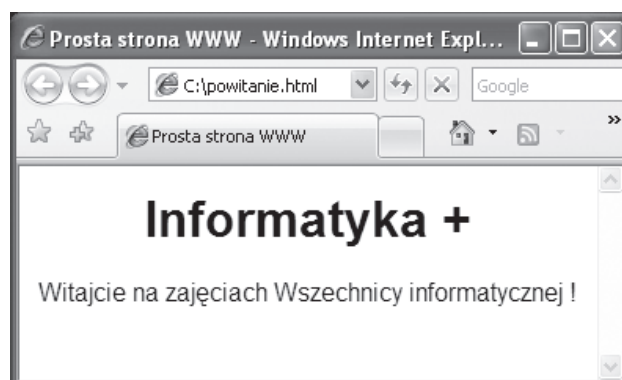 Prosta strona WWW - Windows Internet Expl...
C:\powitanie.html
Google
Prosta strona WWW
Informatyka +
Witajcie na zajęciach Wszechnicy informatycznej !